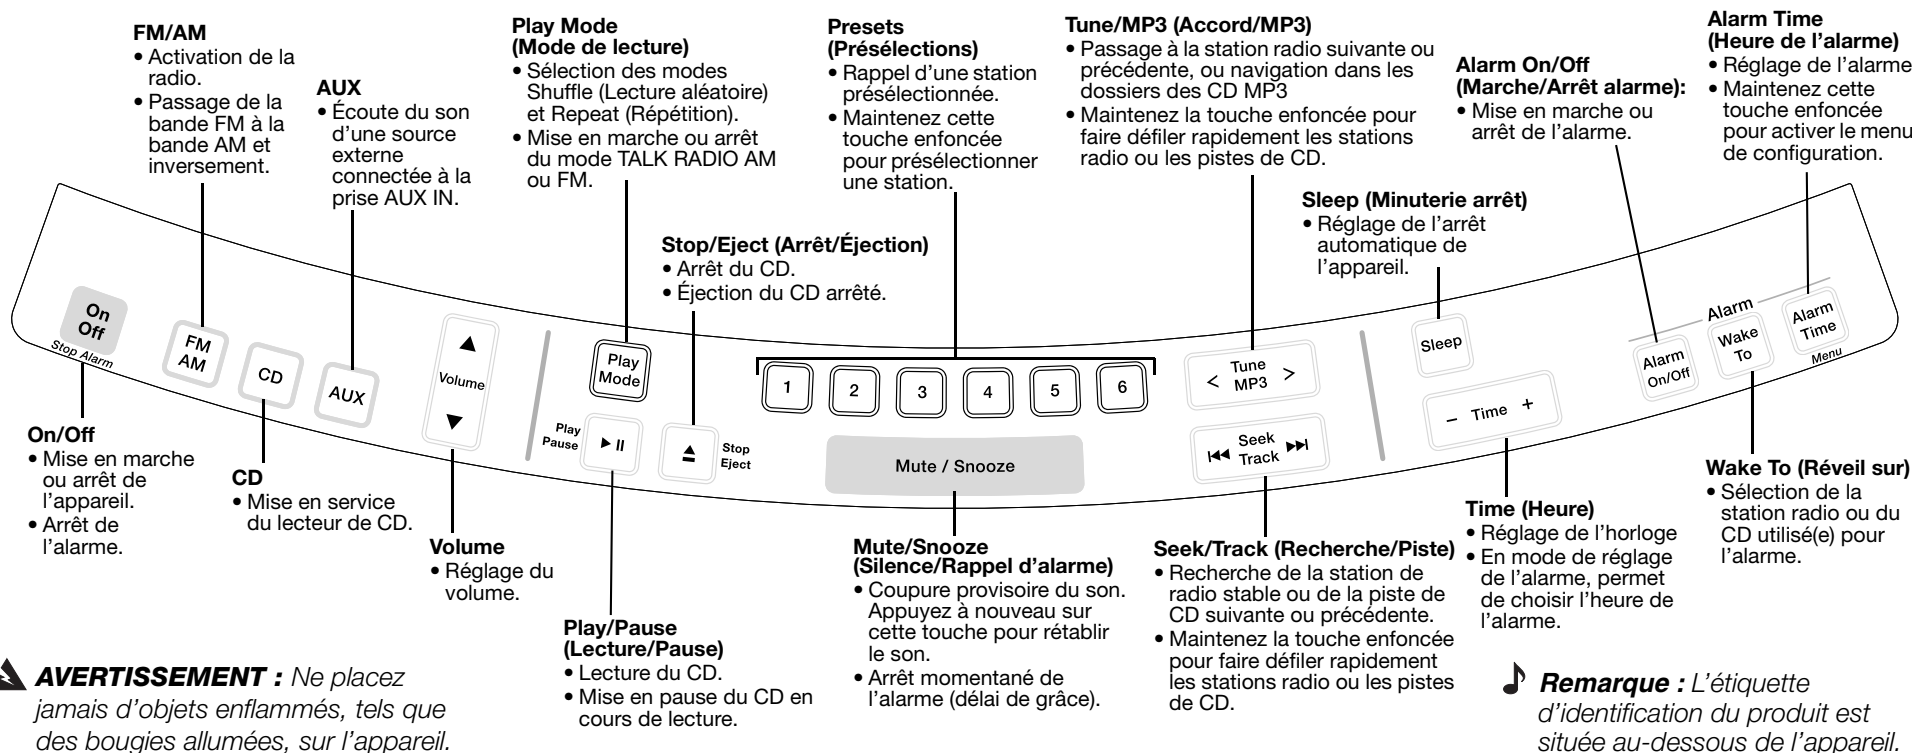 FM/AM
• Activation de la
radio.
• Passage de la
bande FM à la
bande AM et
inversement.
AUX
• Écoute du son
d'une source
externe
connectée à la
prise AUX IN.
Play Mode
(Mode de lecture)
• Sélection des modes
Shuffle (Lecture aléatoire)
et Repeat (Répétition).
• Mise en marche ou arrêt
du mode TALK RADIO AM
ou FM.
Stop/Eject (Arrêt/Éjection)
• Arrêt du CD.
• Éjection du CD arrêté.
Presets
(Présélections)
• Rappel d'une station
présélectionnée.
• Maintenez cette
touche enfoncée
pour présélectionner
une station.
Tune/MP3 (Accord/MP3)
• Passage à la station radio suivante ou
précédente, ou navigation dans les
dossiers des CD MP3
• Maintenez la touche enfoncée pour
faire défiler rapidement les stations
radio ou les pistes de CD.
Sleep (Minuterie arrêt)
• Réglage de l'arrêt
automatique de
l'appareil.
Alarm On/Off
(Marche/Arrêt alarme):
• Mise en marche ou
arrêt de l'alarme.
Alarm Time
(Heure de l'alarme)
• Réglage de l'alarme
• Maintenez cette
touche enfoncée
pour activer le menu
de configuration.
On
Off
Stop Alarm
FM
AM
CD
AUX
▲
Volume
▼
Play
Mode
Play
Pause
Stop
Eject
1 2 3 4 5 6
Mute / Snooze
< Tune >
MP3
Seek
Track
Sleep
– Time +
Alarm
Alarm
On/Off
Wake
To
Alarm
Time
Menu
On/Off
• Mise en marche
ou arrêt de
l'appareil.
• Arrêt de
l'alarme.
CD
• Mise en service
du lecteur de CD.
Volume
• Réglage du
volume.
Play/Pause
(Lecture/Pause)
• Lecture du CD.
• Mise en pause du CD en
cours de lecture.
Mute/Snooze
(Silence/Rappel d'alarme)
• Coupure provisoire du son.
Appuyez à nouveau sur
cette touche pour rétablir
le son.
• Arrêt momentané de
l'alarme (délai de grâce).
Seek/Track (Recherche/Piste)
• Recherche de la station de
radio stable ou de la piste de
CD suivante ou précédente.
• Maintenez la touche enfoncée
pour faire défiler rapidement
les stations radio ou les pistes
de CD.
Time (Heure)
• Réglage de l'horloge
• En mode de réglage
de l'alarme, permet
de choisir l'heure de
l'alarme.
Wake To (Réveil sur)
• Sélection de la
station radio ou du
CD utilisé(e) pour
l'alarme.
AVERTISSEMENT : Ne placez
jamais d'objets enflammés, tels que
des bougies allumées, sur l'appareil.
Remarque : L'étiquette
d'identification du produit est
située au-dessous de l'appareil.